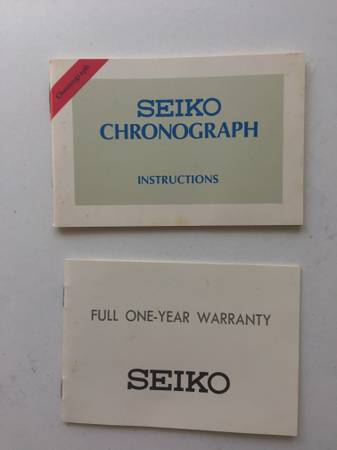 Chronograph
SEIKO
CHRONOGRAPH
INSTRUCTIONS
FULL ONE-YEAR WARRANTY
SEIKO